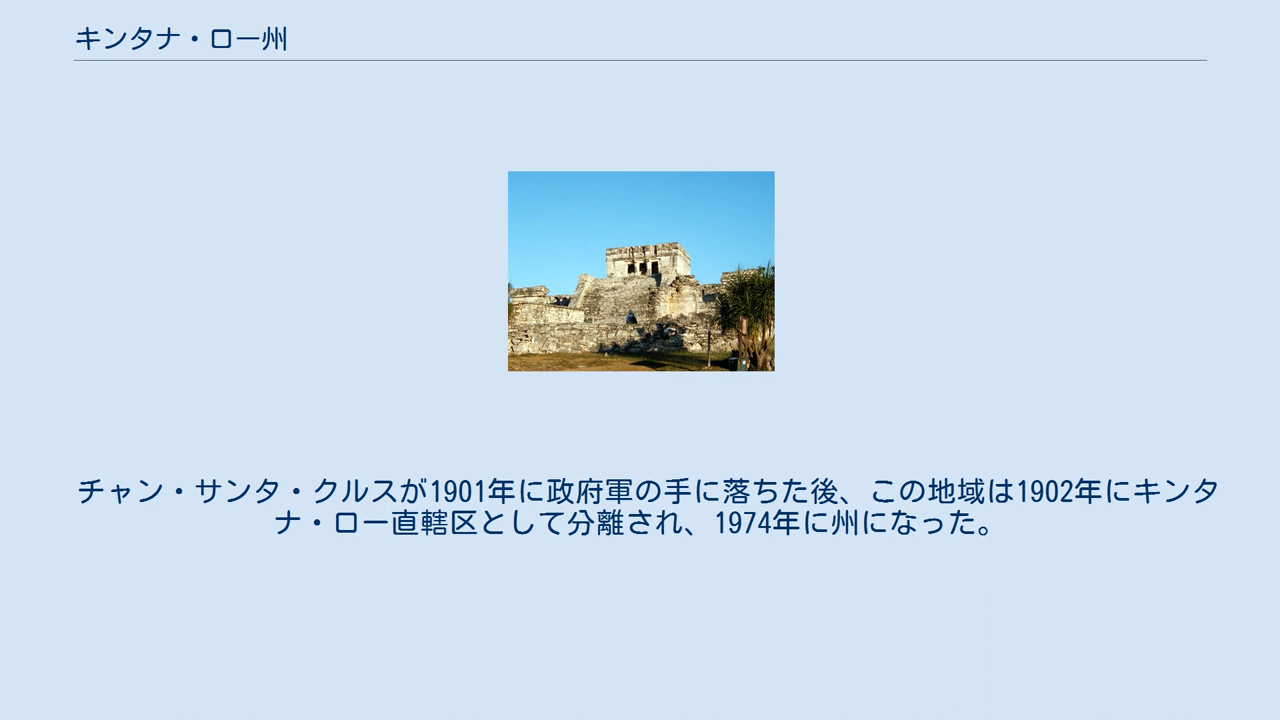 キンタナ・ロー州
チャン・サンタ・クルスが1901年に政府軍の手に落ちた後、この地域は1902年にキンタ
ナ・ロー直轄区として分離され、1974年に州になった。